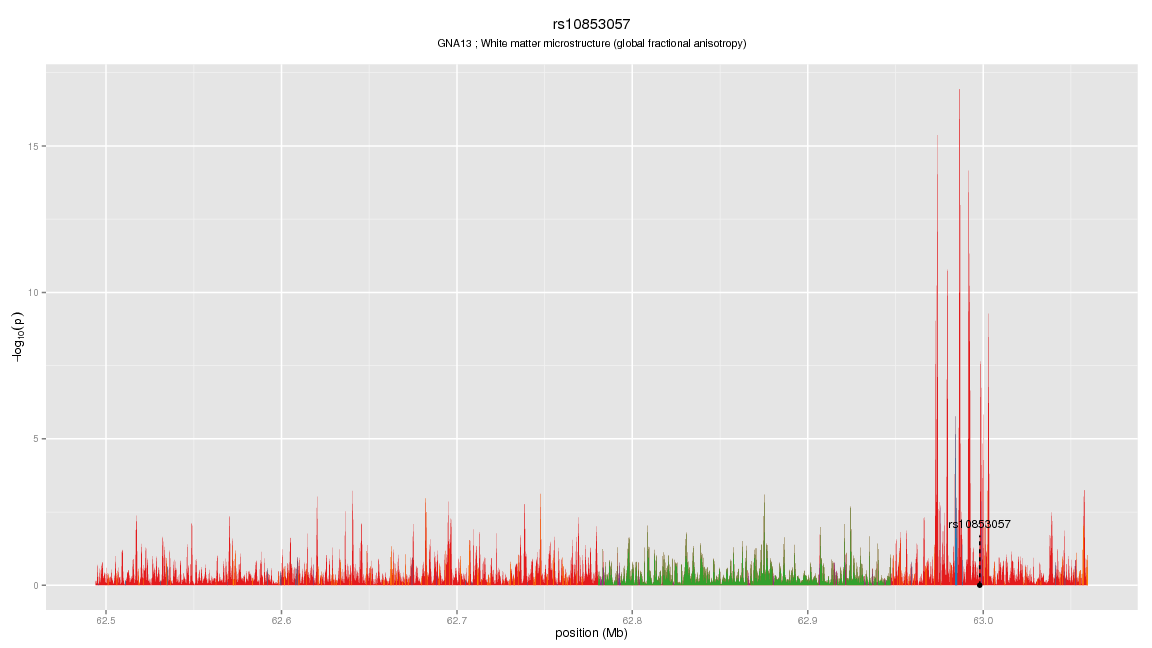 rs10853057
GNA13 ; White matter microstructure (global fractional anisotropy)
15
10
5
0
−log10(p)
rs10853057
62.5 62.6 62.7 62.8 62.9 63.0
position (Mb)